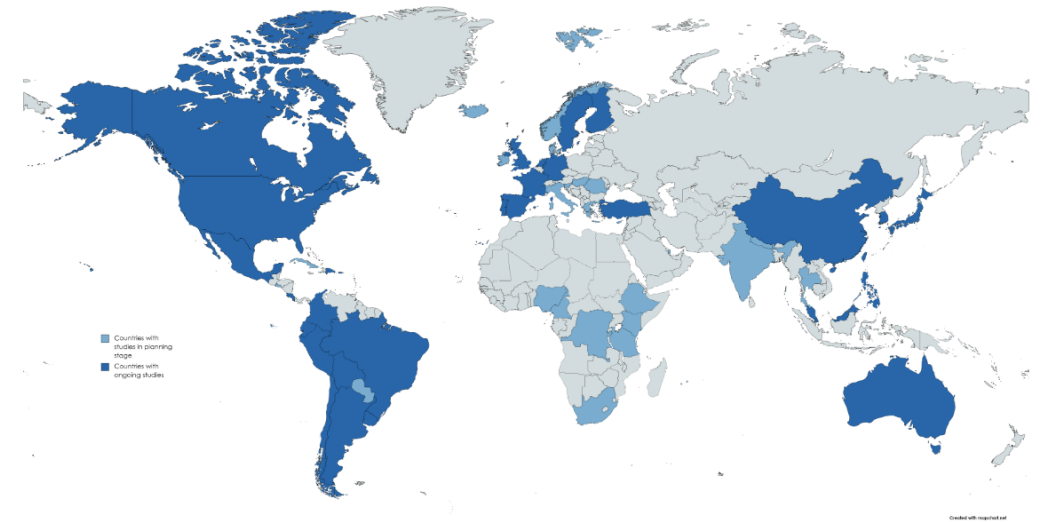 Countries with
studies in planning
stage
Countries with
ongoing studies
Created with mapchart.net